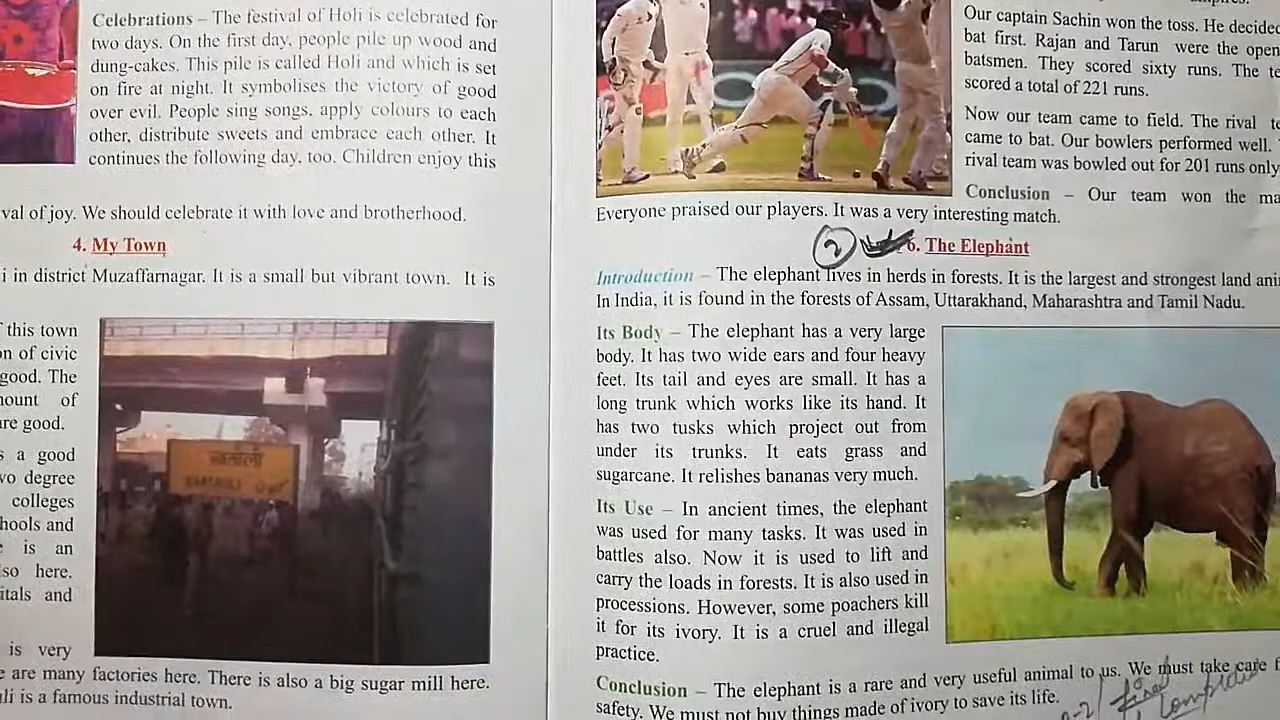 Celebrations – The festival of Holi is celebrated for
two days. On the first day, people pile up wood and
dung-cakes. This pile is called Holi and which is set
on fire at night. It symbolises the victory of good
over evil. People sing songs, apply colours to each
other, distribute sweets and embrace each other. It
continues the following day, too. Children enjoy this
val of joy. We should celebrate it with love and brotherhood.
4. My Town
i in district Muzaffarnagar. It is a small but vibrant town. It is
this town
on of civic
good. The
ount of
are good.
s a good
wo degree
colleges
hools and
is an
so here.
itals and
is very
e are many factories here. There is also a big sugar mill here.
li is a famous industrial town.
खतौली
Our captain Sachin won the toss. He decided
bat first. Rajan and Tarun were the open
batsmen. They scored sixty runs. The te
scored a total of 221 runs.
Now our team came to field. The rival te
came to bat. Our bowlers performed well.
rival team was bowled out for 201 runs only
Conclusion – Our team won the ma
Everyone praised our players. It was a very interesting match.
2 6. The Elephant
Introduction – The elephant lives in herds in forests. It is the largest and strongest land ani
In India, it is found in the forests of Assam, Uttarakhand, Maharashtra and Tamil Nadu.
Its Body – The elephant has a very large
body. It has two wide ears and four heavy
feet. Its tail and eyes are small. It has a
long trunk which works like its hand. It
has two tusks which project out from
under its trunks. It eats grass and
sugarcane. It relishes bananas very much.
Its Use – In ancient times, the elephant
was used for many tasks. It was used in
battles also. Now it is used to lift and
carry the loads in forests. It is also used in
processions. However, some poachers kill
it for its ivory. It is a cruel and illegal
practice.
Conclusion – The elephant is a rare and very useful animal to us. We must take care f
safety. We must not buy things made of ivory to save its life.